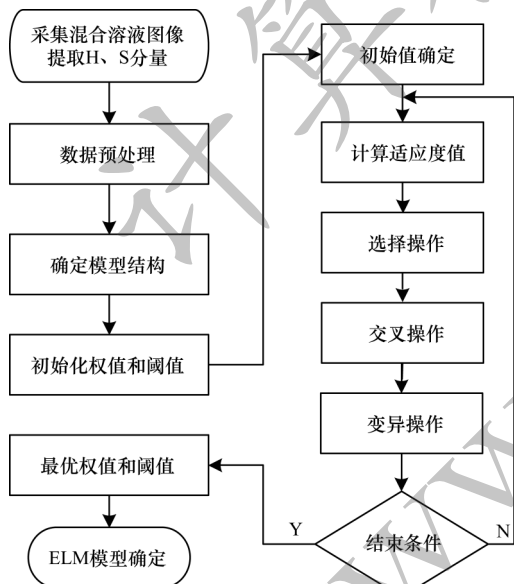 采集混合溶液图像
提取H、S分量
数据预处理
确定模型结构
初始化权值和阈值
初始值确定
计算适应度值
选择操作
交叉操作
变异操作
结束条件
Y
N
最优权值和阈值
ELM模型确定
计算
www